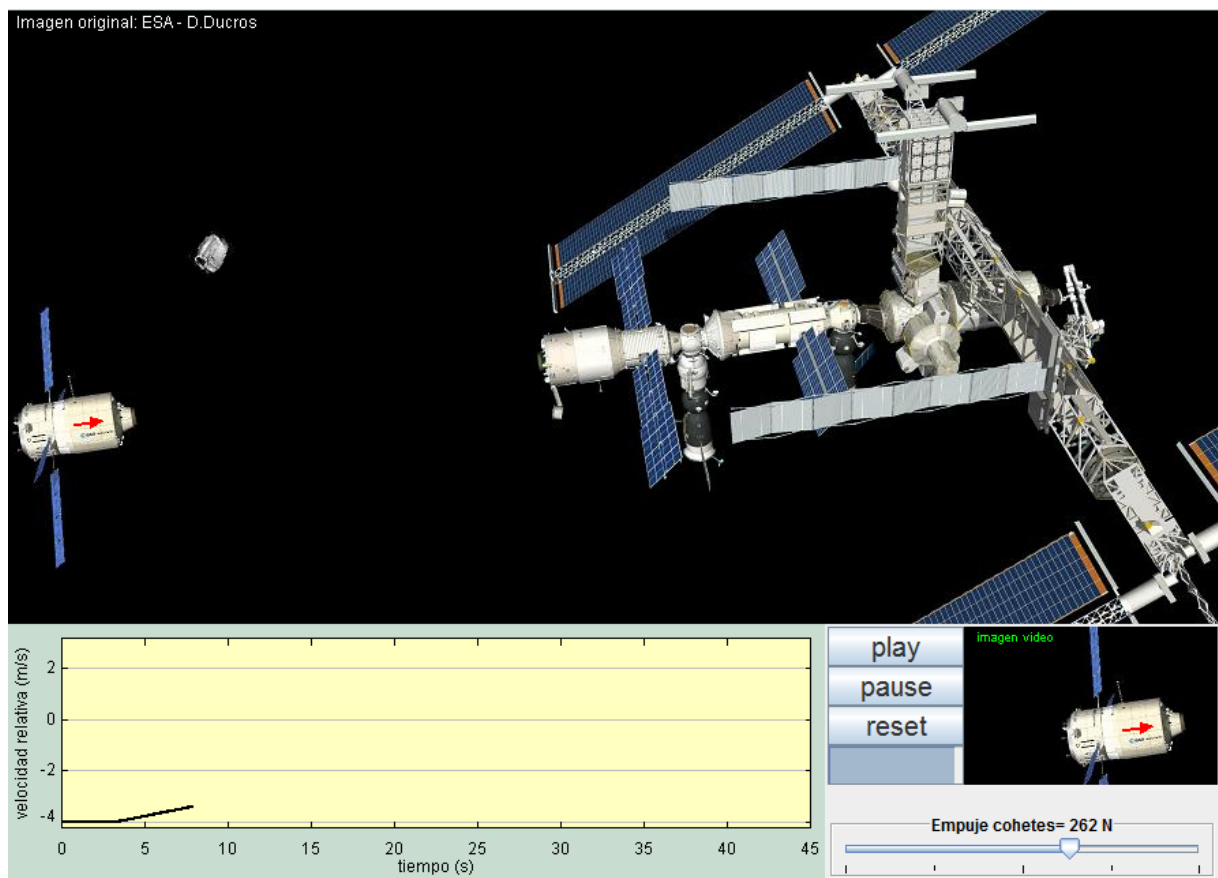 Imagen original: ESA - D.Ducros
velocidad relativa (m/s)
2
0
-2
-4
0 5 10 15 20 25 30 35 40 45
tiempo (s)
play
pause
reset
imagen vídeo
Empuje cohetes= 262 N